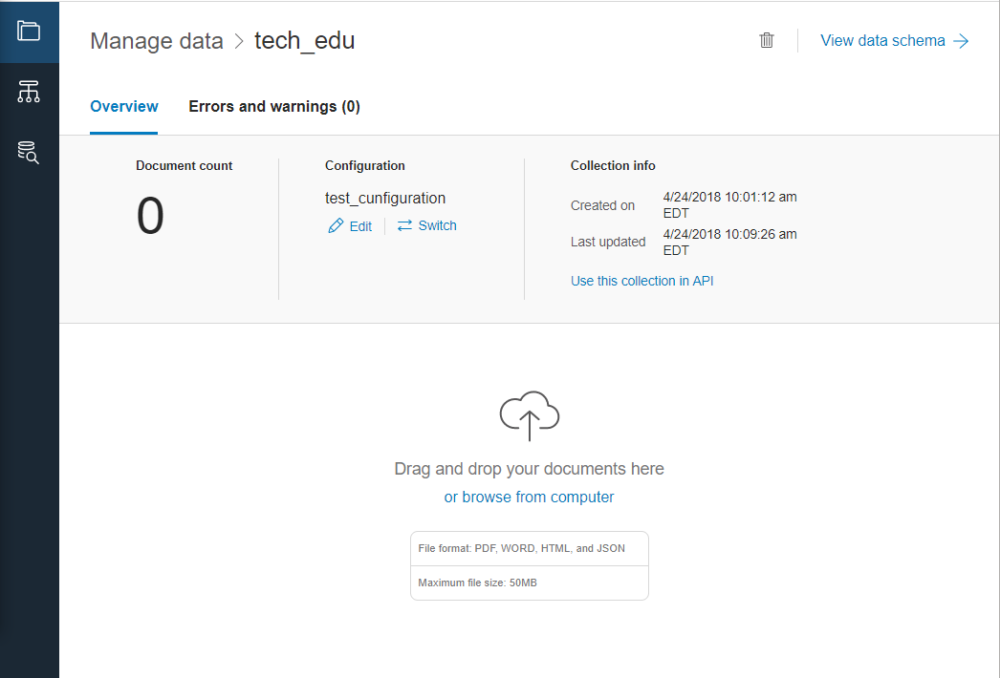 Manage data > tech_edu
View data schema →
Overview
Errors and warnings (0)
Document count
0
Configuration
test_cunfiguration
Edit
Switch
Collection info
Created on
4/24/2018 10:01:12 am
EDT
Last updated
4/24/2018 10:09:26 am
EDT
Use this collection in API
Drag and drop your documents here
or browse from computer
File format: PDF, WORD, HTML, and JSON
Maximum file size: 50MB